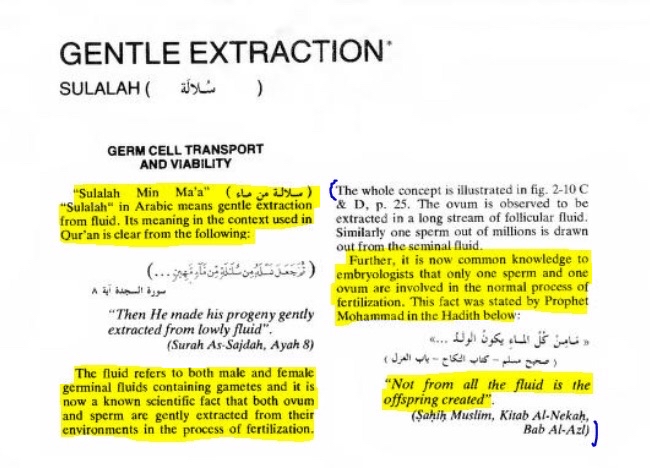 GENTLE EXTRACTION*
SULALAH ( سُلالَة )
GERM CELL TRANSPORT
AND VIABILITY
"Sulalah Min Ma'a" ( سلالة من ماء )
"Sulalah" in Arabic means gentle extraction
from fluid. Its meaning in the context used in
Qur'an is clear from the following:
( ثُمَّ جَعَلَ نَسْلَهُ مِن سُلَالَةٍ مِّن مَّاءٍ مَّهِينٍ ... )
سورة السجدة آية ٨
"Then He made his progeny gently
extracted from lowly fluid".
(Surah As-Sajdah, Ayah 8)
The fluid refers to both male and female
germinal fluids containing gametes and it is
now a known scientific fact that both ovum
and sperm are gently extracted from their
environments in the process of fertilization.
The whole concept is illustrated in fig. 2-10 C
& D, p. 25. The ovum is observed to be
extracted in a long stream of follicular fluid.
Similarly one sperm out of millions is drawn
out from the seminal fluid.
Further, it is now common knowledge to
embryologists that only one sperm and one
ovum are involved in the normal process of
fertilization. This fact was stated by Prophet
Mohammad in the Hadith below:
« مَا مِنْ كُلِّ المَاءِ يكونُ الوَلَدُ ...»
( صحيح مسلم – كتاب النكاح – باب العزل )
"Not from all the fluid is the
offspring created".
(Ṣaḥiḥ Muslim, Kitab Al-Nekaḥ,
Bab Al-Azl)